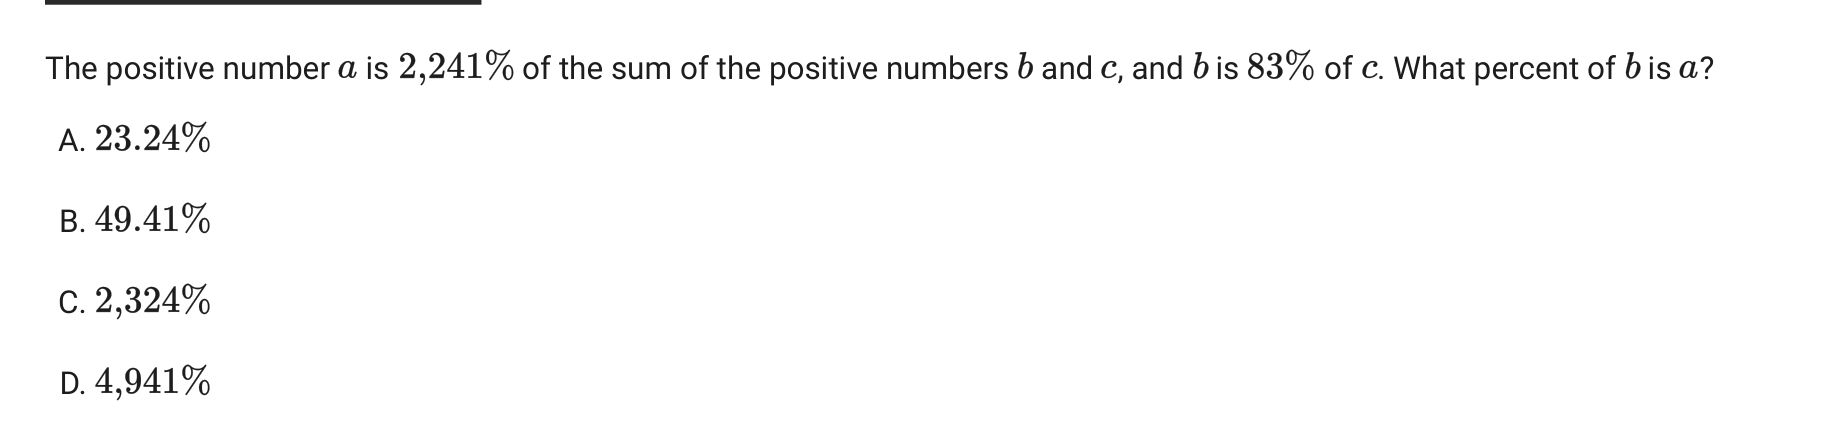 The positive number a is 2,241% of the sum of the positive numbers b and c, and b is 83% of c. What percent of b is a?
A. 23.24%
B. 49.41%
C. 2,324%
D. 4,941%